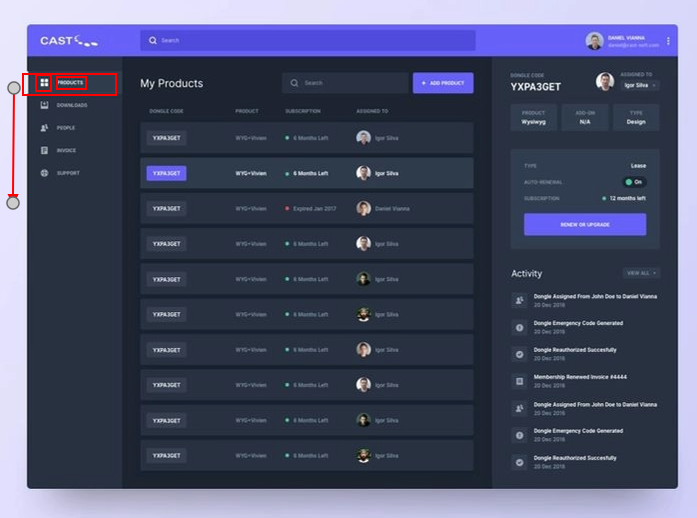 CAST
Search
DANIEL VIANNA
daniel@cast-soft.com
PRODUCTS
DOWNLOADS
PEOPLE
INVOICE
SUPPORT
My Products
Search
+ ADD PRODUCT
DONGLE CODE PRODUCT SUBSCRIPTION ASSIGNED TO
YXPA3GET WYG+Vivien 6 Months Left Igor Silva
YXPA3GET WYG+Vivien 6 Months Left Igor Silva
YXPA3GET WYG+Vivien Expired Jan 2017 Daniel Vianna
YXPA3GET WYG+Vivien 6 Months Left Igor Silva
YXPA3GET WYG+Vivien 6 Months Left Igor Silva
YXPA3GET WYG+Vivien 6 Months Left Igor Silva
YXPA3GET WYG+Vivien 6 Months Left Igor Silva
YXPA3GET WYG+Vivien 6 Months Left Igor Silva
YXPA3GET WYG+Vivien 6 Months Left Igor Silva
YXPA3GET WYG+Vivien 6 Months Left Igor Silva
DONGLE CODE
YXPA3GET
ASSIGNED TO
Igor Silva
PRODUCT ADD-ON TYPE
Wysiwyg N/A Design
TYPE Lease
AUTO-RENEWAL On
SUBSCRIPTION 12 months left
RENEW OR UPGRADE
Activity
VIEW ALL
Dongle Assigned From John Doe to Daniel Vianna
20 Dec 2016
Dongle Emergency Code Generated
20 Dec 2016
Dongle Reauthorized Succesfully
20 Dec 2016
Membership Renewed Invoice #4444
20 Dec 2016
Dongle Assigned From John Doe to Daniel Vianna
20 Dec 2016
Dongle Emergency Code Generated
20 Dec 2016
Dongle Reauthorized Succesfully
20 Dec 2016